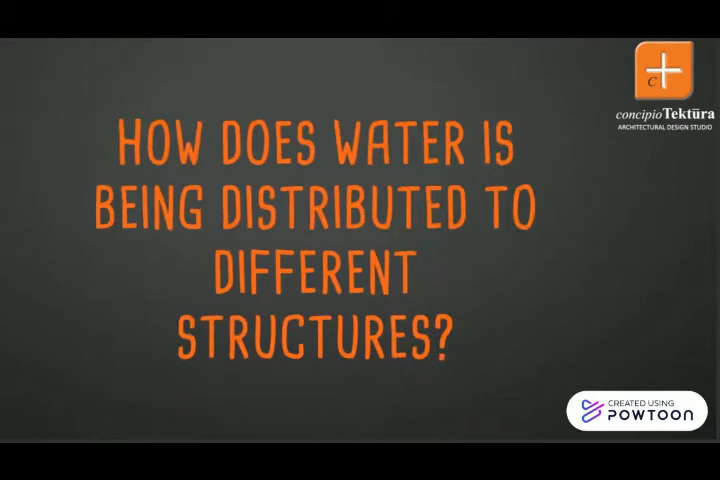 C
concipioTektūra
ARCHITECTURAL DESIGN STUDIO
HOW DOES WATER IS
BEING DISTRIBUTED TO
DIFFERENT
STRUCTURES?
CREATED USING
POWTOON